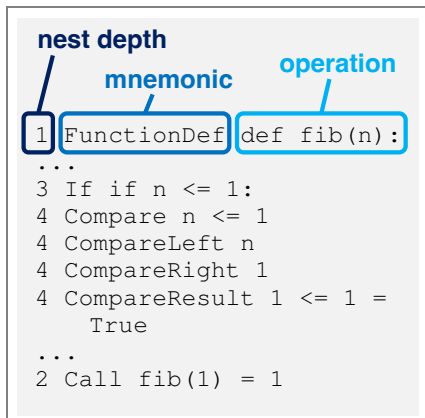 nest depth
mnemonic
operation
1 FunctionDef def fib(n):
...
3 If if n <= 1:
4 Compare n <= 1
4 CompareLeft n
4 CompareRight 1
4 CompareResult 1 <= 1 =
True
...
2 Call fib(1) = 1